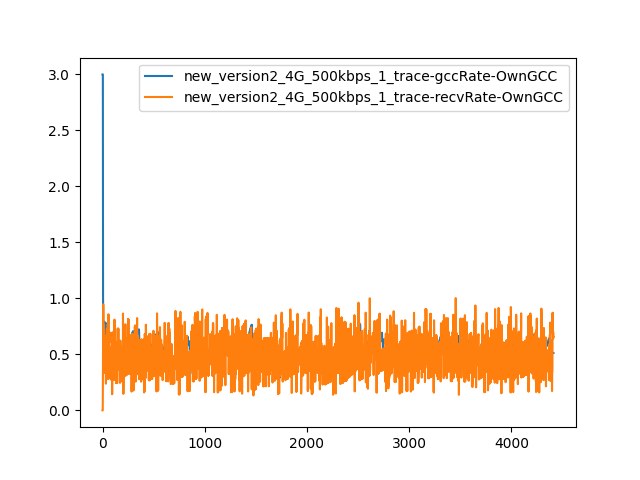 new_version2_4G_500kbps_1_trace-gccRate-OwnGCC
new_version2_4G_500kbps_1_trace-recvRate-OwnGCC
3.0
2.5
2.0
1.5
1.0
0.5
0.0
0 1000 2000 3000 4000